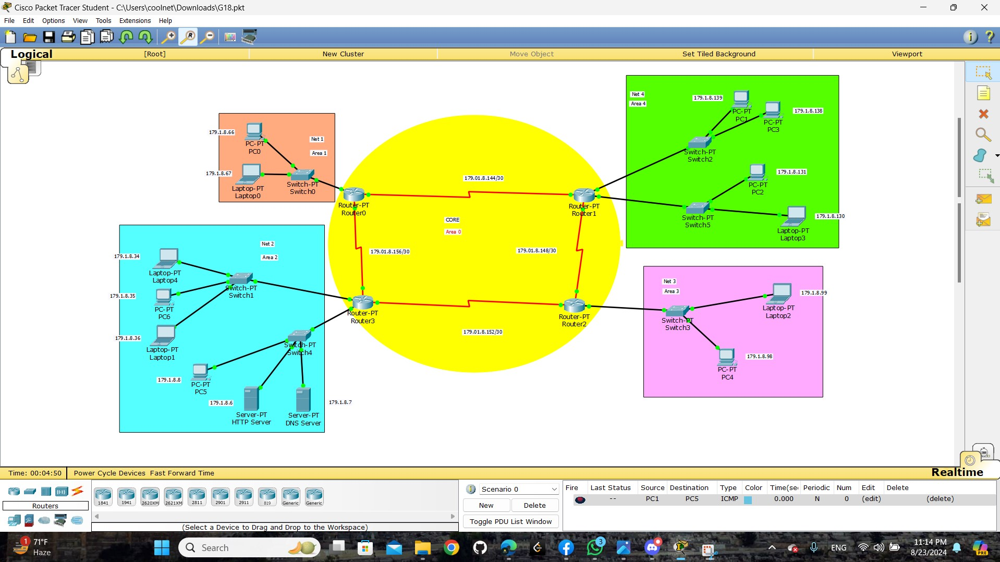 Cisco Packet Tracer Student - C:\Users\coolnet\Downloads\G18.pkt
File Edit Options View Tools Extensions Help
Logical [Root] New Cluster Move Object Set Tiled Background Viewport
Net 1
Area 1
179.1.8.66
PC-PT
PC0
179.1.8.67
Laptop-PT
Laptop0
Switch-PT
Switch0
Net 2
Area 2
179.1.8.34
Laptop-PT
Laptop4
179.1.8.35
PC-PT
PC6
179.1.8.36
Laptop-PT
Laptop1
Switch-PT
Switch1
Switch-PT
Switch4
179.1.8.8
PC-PT
PC5
179.1.8.6
Server-PT
HTTP Server
179.1.8.7
Server-PT
DNS Server
179.01.8.144/30
Router-PT
Router0
Router-PT
Router1
CORE
Area 0
179.01.8.156/30
179.01.8.148/30
Router-PT
Router3
Router-PT
Router2
179.01.8.152/30
Net 4
Area 4
179.1.8.139
PC-PT
PC1
179.1.8.138
PC-PT
PC3
Switch-PT
Switch2
179.1.8.131
PC-PT
PC2
Switch-PT
Switch5
179.1.8.130
Laptop-PT
Laptop3
Net 3
Area 3
179.1.8.99
Laptop-PT
Laptop2
Switch-PT
Switch3
179.1.8.98
PC-PT
PC4
Time: 00:04:50 Power Cycle Devices Fast Forward Time Realtime
Routers
1841 1941 2620XM 2621XM 2811 2901 2911 819 Generic Generic
(Select a Device to Drag and Drop to the Workspace)
Scenario 0
New Delete
Toggle PDU List Window
Fire Last Status Source Destination Type Color Time(sec Periodic Num Edit Delete
-- PC1 PC5 ICMP 0.000 N 0 (edit) (delete)
1 71°F
Haze
Search
3
ENG
11:14 PM
8/23/2024
PRE